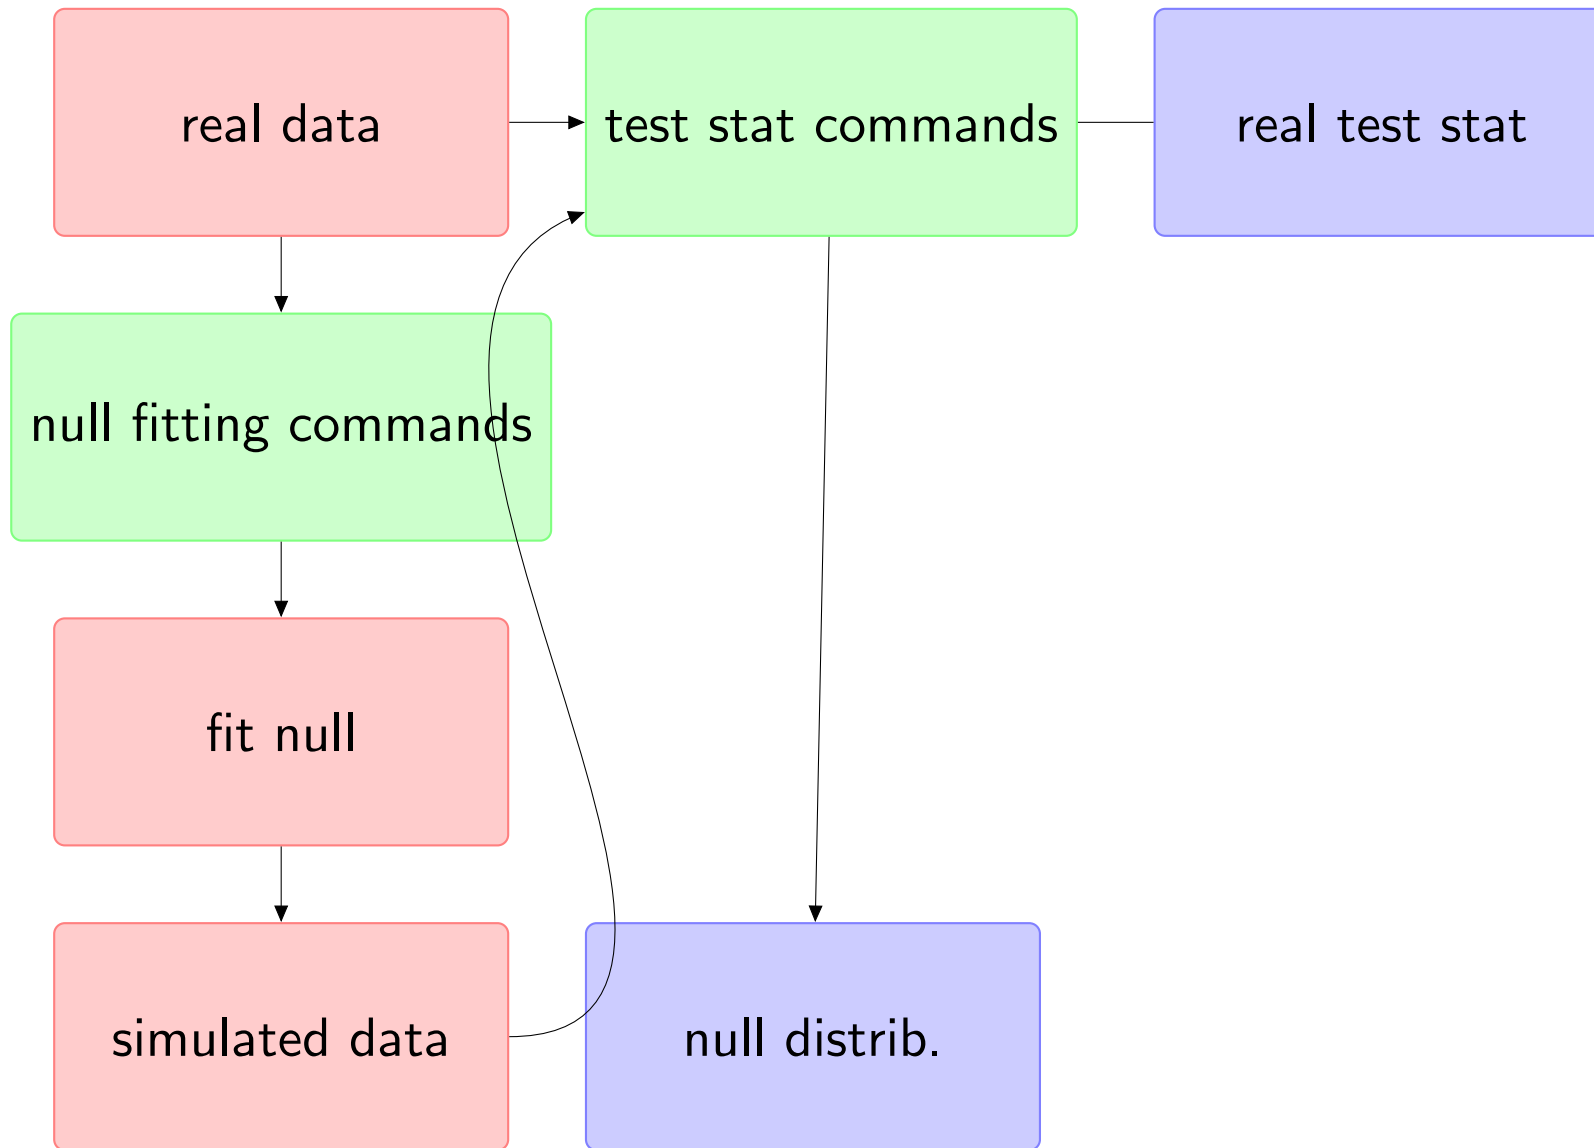 real data
test stat commands
real test stat
null fitting commands
fit null
simulated data
null distrib.